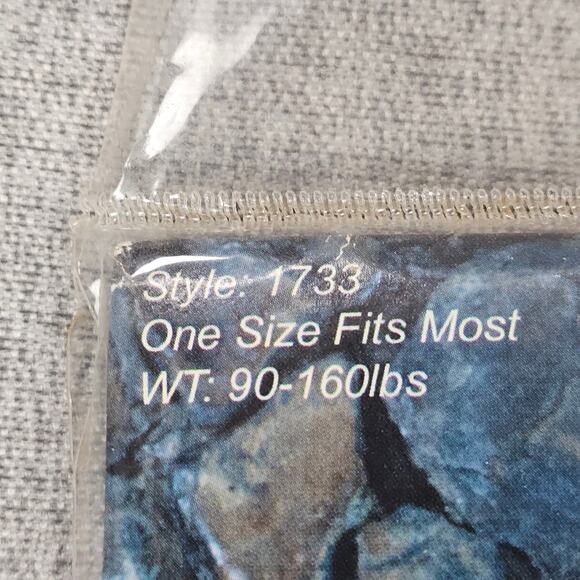 Style: 1733
One Size Fits Most
WT: 90-160lbs